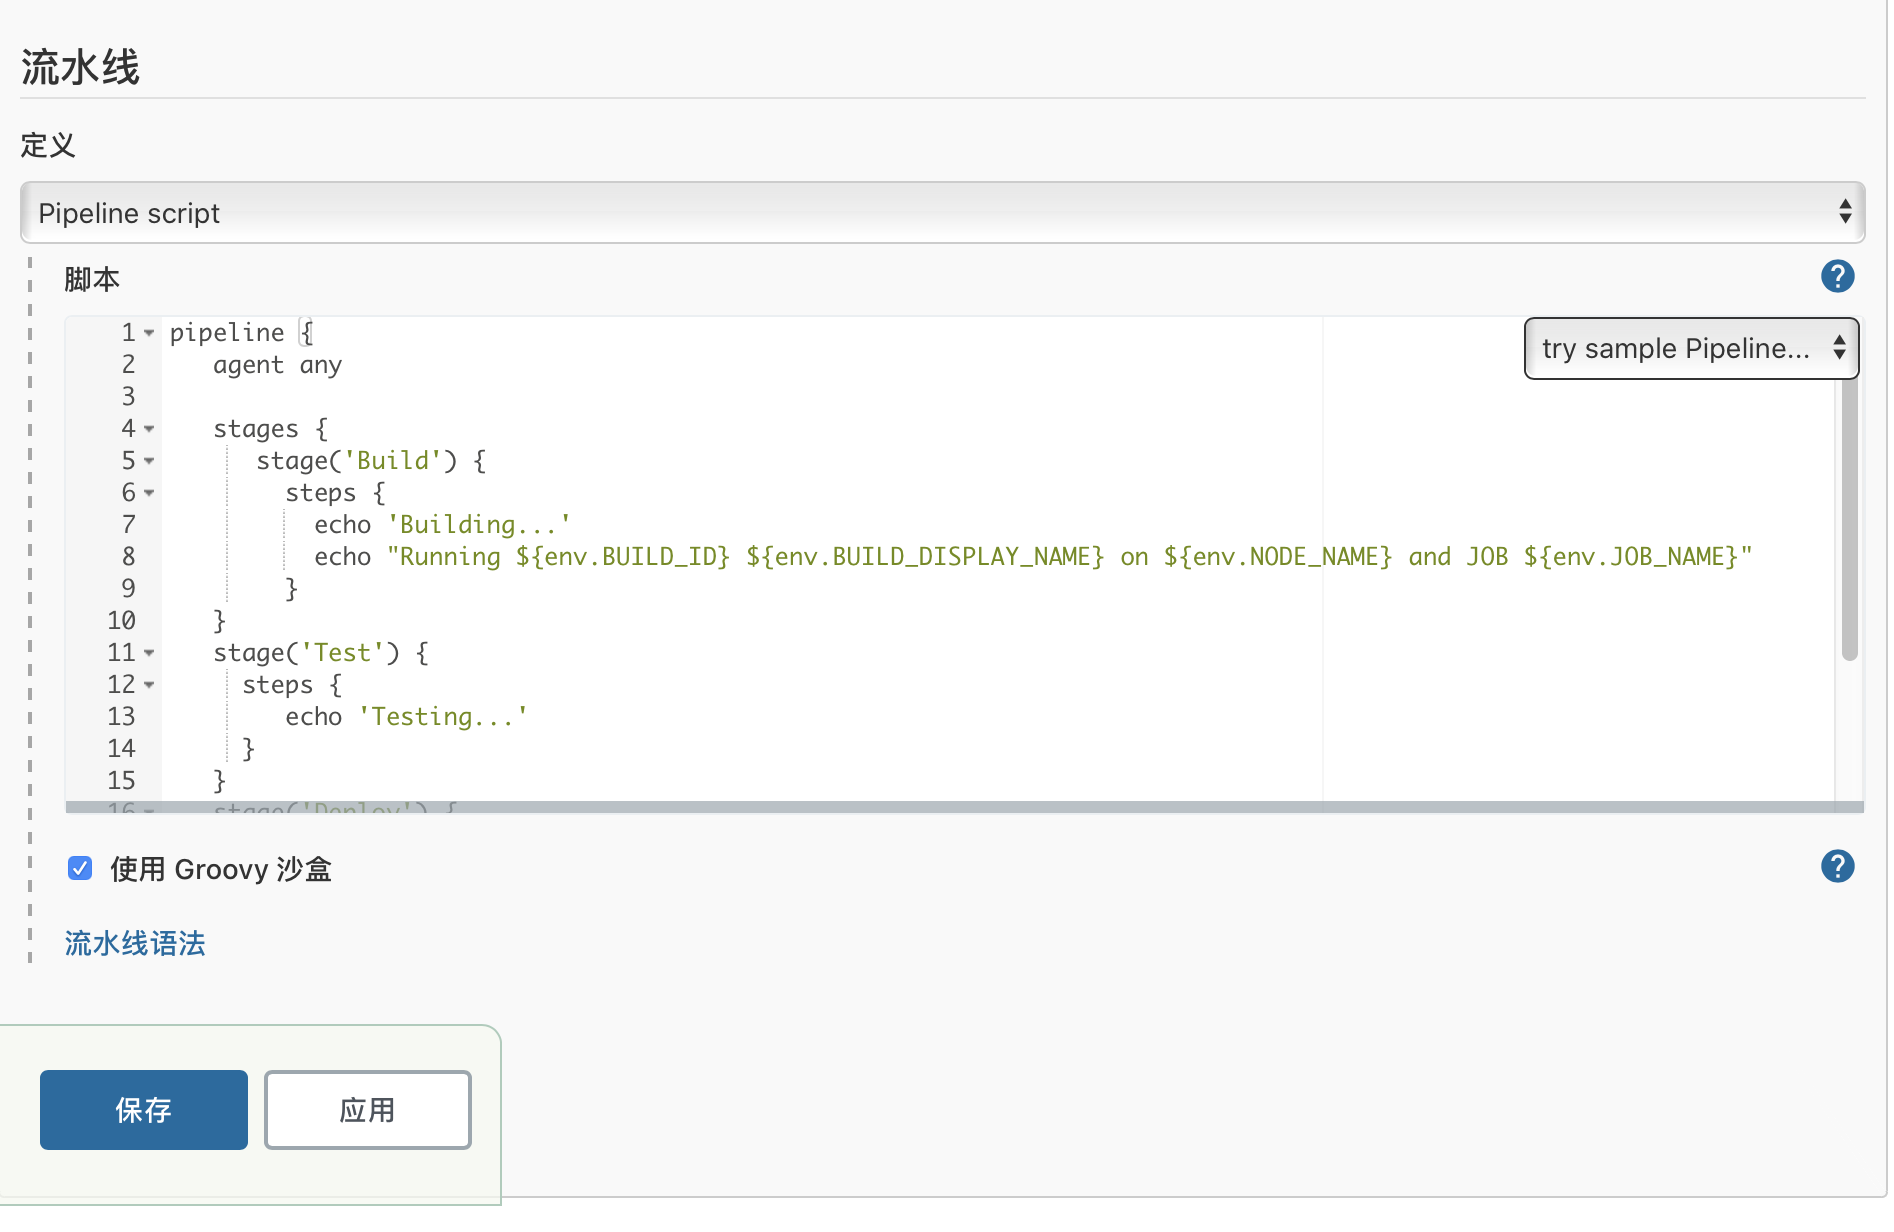 流水线
定义
Pipeline script
脚本
try sample Pipeline...
1 pipeline {
2    agent any
3
4    stages {
5       stage('Build') {
6         steps {
7           echo 'Building...'
8           echo "Running ${env.BUILD_ID} ${env.BUILD_DISPLAY_NAME} on ${env.NODE_NAME} and JOB ${env.JOB_NAME}"
9         }
10    }
11    stage('Test') {
12      steps {
13         echo 'Testing...'
14      }
15    }
16    stage('Deploy') {
使用 Groovy 沙盒
流水线语法
保存 应用